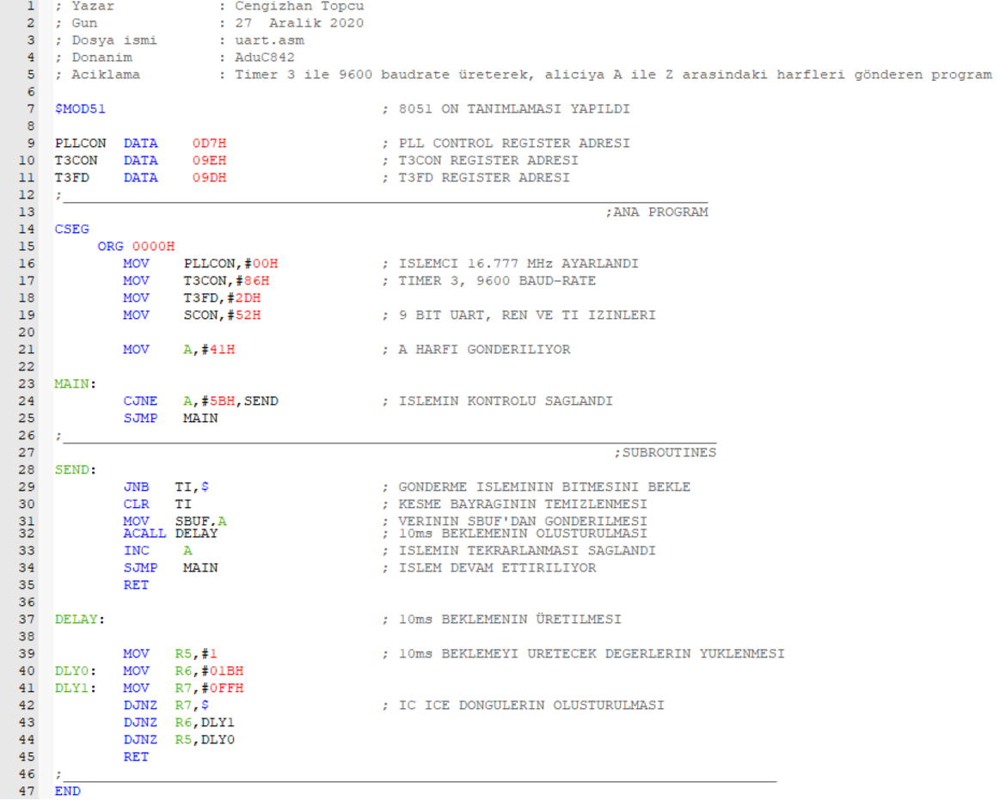 1 ; Yazar : Cengizhan Topcu
2 ; Gun : 27 Aralik 2020
3 ; Dosya ismi : uart.asm
4 ; Donanim : AduC842
5 ; Aciklama : Timer 3 ile 9600 baudrate üreterek, aliciya A ile Z arasindaki harfleri gönderen program
6
7 $MOD51 ; 8051 ON TANIMLAMASI YAPILDI
8
9 PLLCON DATA 0D7H ; PLL CONTROL REGISTER ADRESI
10 T3CON DATA 09EH ; T3CON REGISTER ADRESI
11 T3FD DATA 09DH ; T3FD REGISTER ADRESI
12 ;
13 ;ANA PROGRAM
14 CSEG
15 ORG 0000H
16 MOV PLLCON,#00H ; ISLEMCI 16.777 MHz AYARLANDI
17 MOV T3CON,#86H ; TIMER 3, 9600 BAUD-RATE
18 MOV T3FD,#2DH
19 MOV SCON,#52H ; 9 BIT UART, REN VE TI IZINLERI
20
21 MOV A,#41H ; A HARFI GONDERILIYOR
22
23 MAIN:
24 CJNE A,#5BH,SEND ; ISLEMIN KONTROLU SAGLANDI
25 SJMP MAIN
26 ;
27 ;SUBROUTINES
28 SEND:
29 JNB TI,$ ; GONDERME ISLEMININ BITMESINI BEKLE
30 CLR TI ; KESME BAYRAGININ TEMIZLENMESI
31 MOV SBUF,A ; VERININ SBUF'DAN GONDERILMESI
32 ACALL DELAY ; 10ms BEKLEMENIN OLUSTURULMASI
33 INC A ; ISLEMIN TEKRARLANMASI SAGLANDI
34 SJMP MAIN ; ISLEM DEVAM ETTIRILIYOR
35 RET
36
37 DELAY: ; 10ms BEKLEMENIN ÜRETILMESI
38
39 MOV R5,#1 ; 10ms BEKLEMEYI URETECEK DEGERLERIN YUKLENMESI
40 DLY0: MOV R6,#01BH
41 DLY1: MOV R7,#0FFH
42 DJNZ R7,$ ; IC ICE DONGULERIN OLUSTURULMASI
43 DJNZ R6,DLY1
44 DJNZ R5,DLY0
45 RET
46 ;
47 END